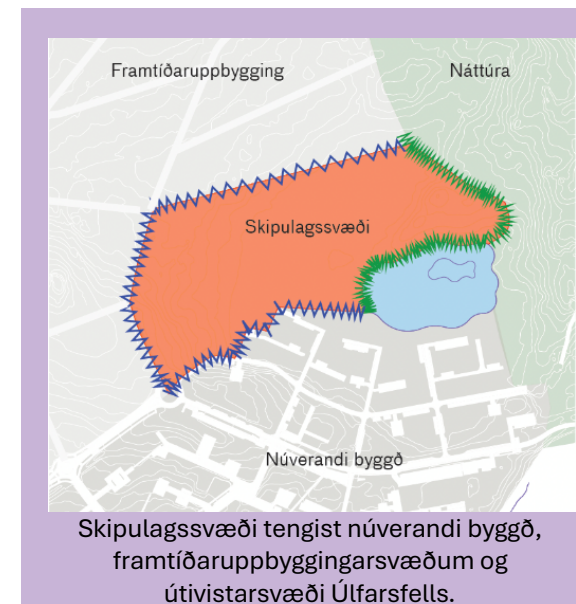 Framtíðaruppbygging
Náttúra
Skipulagssvæði
Núverandi byggð
Skipulagssvæði tengist núverandi byggð,
framtíðaruppbyggingarsvæðum og
útivistarsvæði Úlfarsfells.